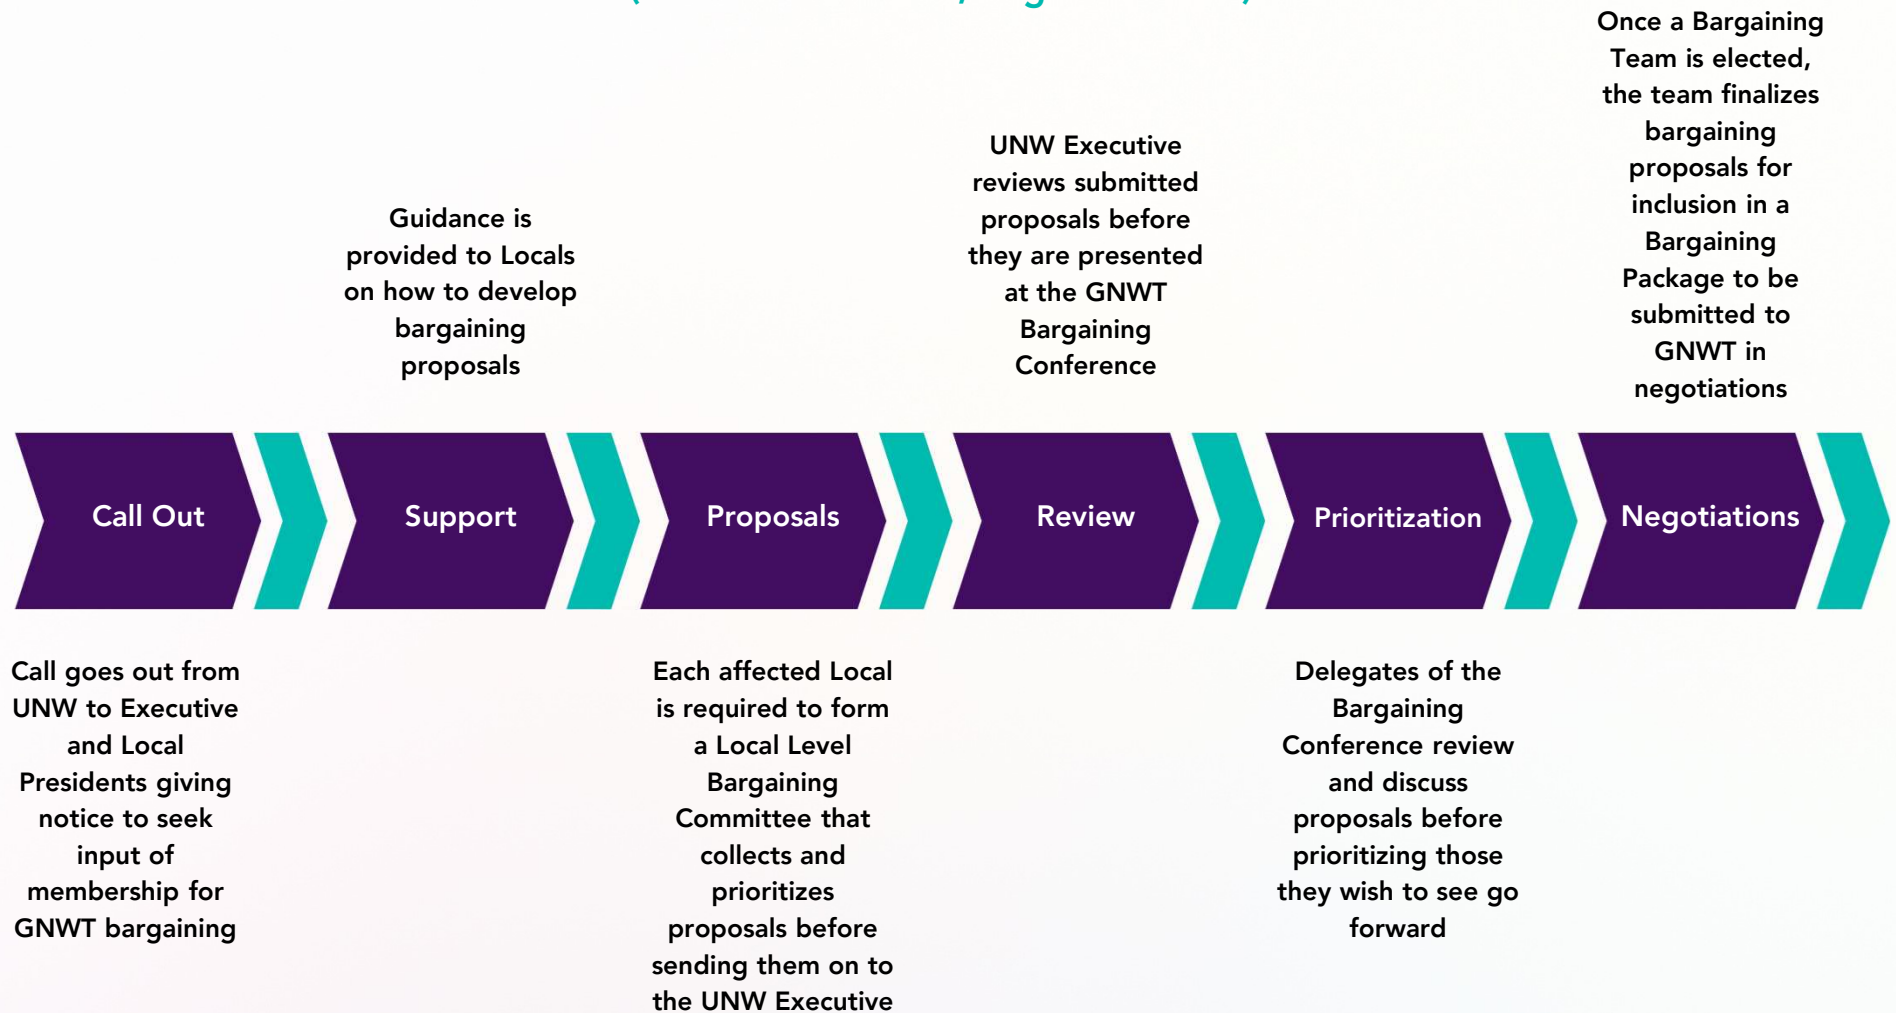 Once a Bargaining
Team is elected,
the team finalizes
bargaining
proposals for
inclusion in a
Bargaining
Package to be
submitted to
GNWT in
negotiations
UNW Executive
reviews submitted
proposals before
they are presented
at the GNWT
Bargaining
Conference
Guidance is
provided to Locals
on how to develop
bargaining
proposals
Call Out
Support
Proposals
Review
Prioritization
Negotiations
Call goes out from
UNW to Executive
and Local
Presidents giving
notice to seek
input of
membership for
GNWT bargaining
Each affected Local
is required to form
a Local Level
Bargaining
Committee that
collects and
prioritizes
proposals before
sending them on to
the UNW Executive
Delegates of the
Bargaining
Conference review
and discuss
proposals before
prioritizing those
they wish to see go
forward